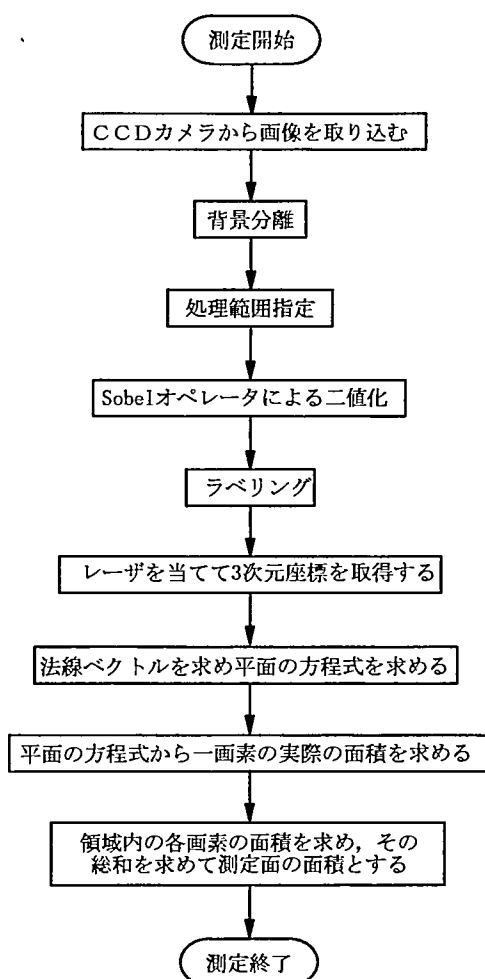 測定開始
CCDカメラから画像を取り込む
背景分離
処理範囲指定
Sobelオペレータによる二値化
ラベリング
レーザを当てて3次元座標を取得する
法線ベクトルを求め平面の方程式を求める
平面の方程式から一画素の実際の面積を求める
領域内の各画素の面積を求め，その
総和を求めて測定面の面積とする
測定終了